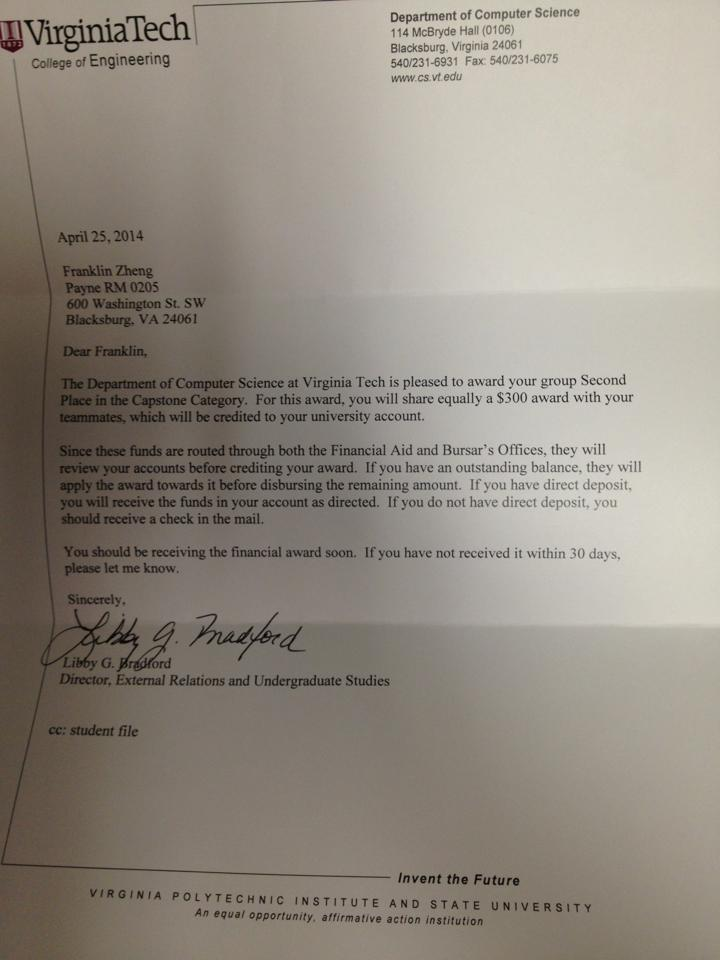 VirginiaTech
1872
College of Engineering
Department of Computer Science
114 McBryde Hall (0106)
Blacksburg, Virginia 24061
540/231-6931 Fax: 540/231-6075
www.cs.vt.edu
April 25, 2014
Franklin Zheng
Payne RM 0205
600 Washington St. SW
Blacksburg, VA 24061
Dear Franklin,
The Department of Computer Science at Virginia Tech is pleased to award your group Second
Place in the Capstone Category. For this award, you will share equally a $300 award with your
teammates, which will be credited to your university account.
Since these funds are routed through both the Financial Aid and Bursar's Offices, they will
review your accounts before crediting your award. If you have an outstanding balance, they will
apply the award towards it before disbursing the remaining amount. If you have direct deposit,
you will receive the funds in your account as directed. If you do not have direct deposit, you
should receive a check in the mail.
You should be receiving the financial award soon. If you have not received it within 30 days,
please let me know.
Sincerely,
Libby G. Bradford
Libby G. Bradford
Director, External Relations and Undergraduate Studies
cc: student file
Invent the Future
VIRGINIA POLYTECHNIC INSTITUTE AND STATE UNIVERSITY
An equal opportunity, affirmative action institution